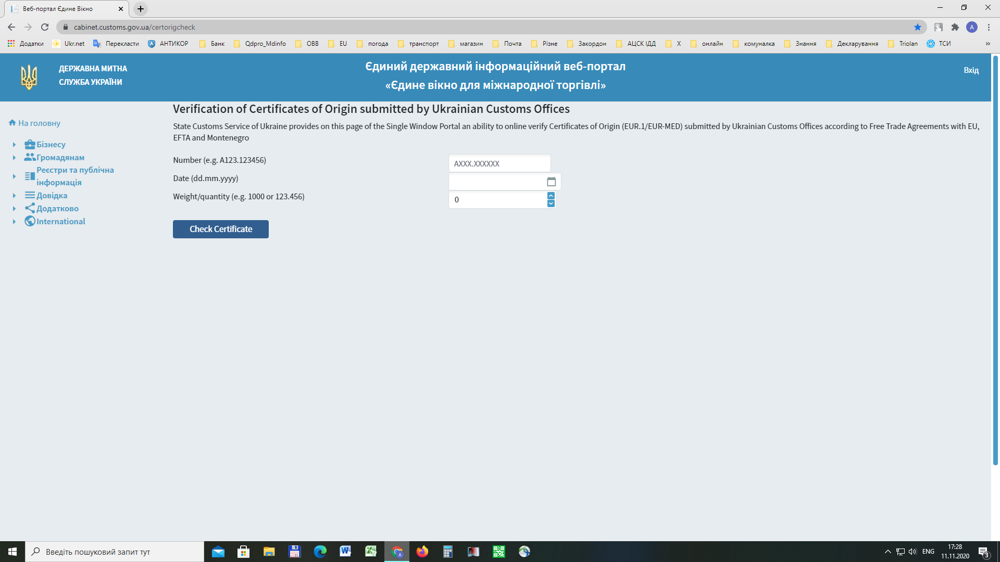 Веб-портал Єдине Вікно
cabinet.customs.gov.ua/certorigcheck
A
Додатки Ukr.net Перекласти АНТИКОР Банк Qdpro_Mdinfo ОВВ EU погода транспорт магазин Почта Різне Закордон АЦСК ІДД X онлайн комуналка Знання Декларування Triolan ТСИ »
ДЕРЖАВНА МИТНА
СЛУЖБА УКРАЇНИ
Єдиний державний інформаційний веб-портал
«Єдине вікно для міжнародної торгівлі»
Вхід
На головну
Бізнесу
Громадянам
Реєстри та публічна
інформація
Довідка
Додатково
International
Verification of Certificates of Origin submitted by Ukrainian Customs Offices
State Customs Service of Ukraine provides on this page of the Single Window Portal an ability to online verify Certificates of Origin (EUR.1/EUR-MED) submitted by Ukrainian Customs Offices according to Free Trade Agreements with EU,
EFTA and Montenegro
Number (e.g. A123.123456) AXXX.XXXXXX
Date (dd.mm.yyyy)
Weight/quantity (e.g. 1000 or 123.456) 0
Check Certificate
Введіть пошуковий запит тут
ENG
17:28
11.11.2020
3